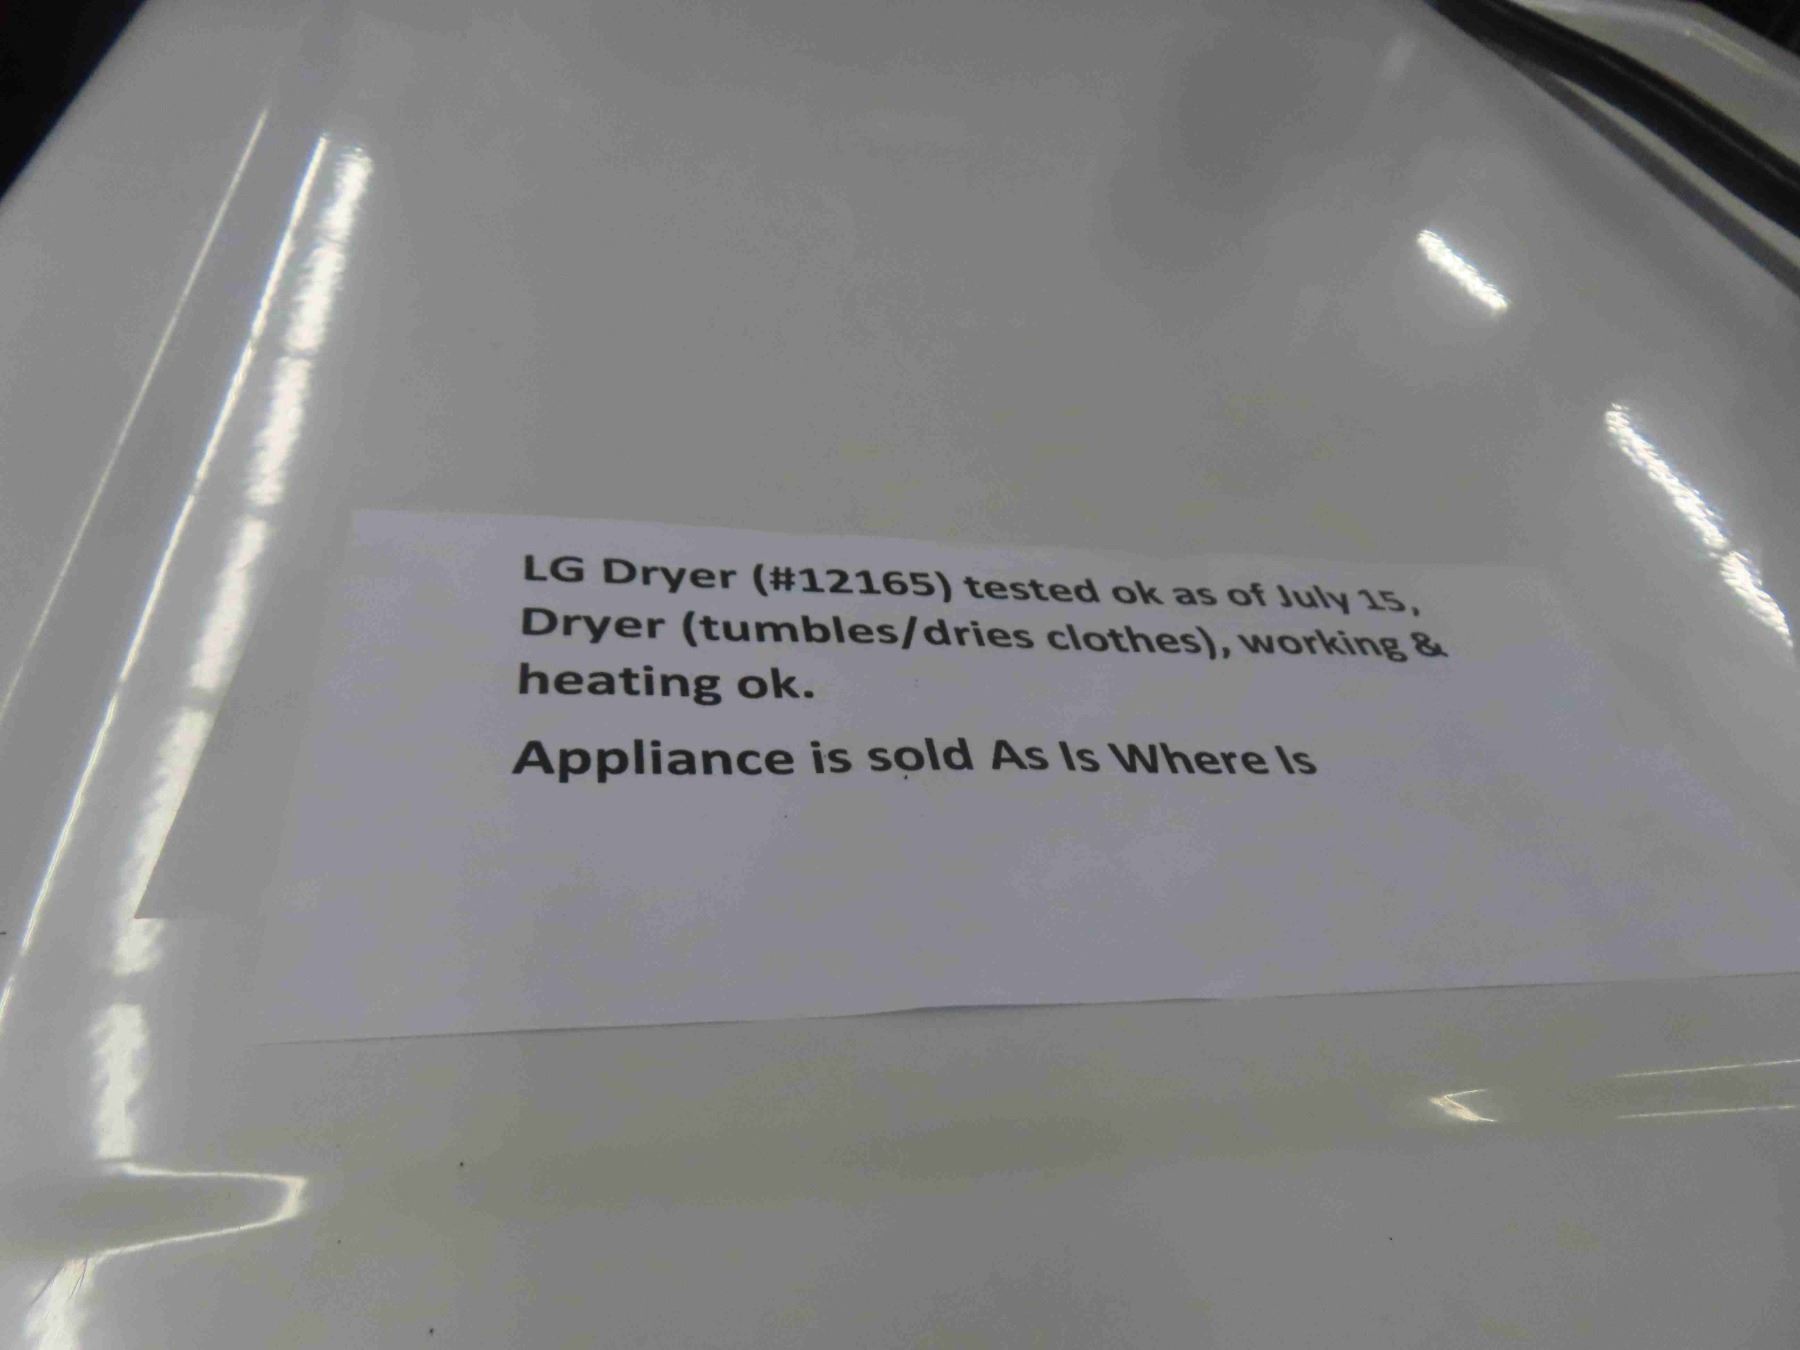 LG Dryer (#12165) tested ok as of July 15,
Dryer (tumbles/dries clothes), working &
heating ok.
Appliance is sold As Is Where Is